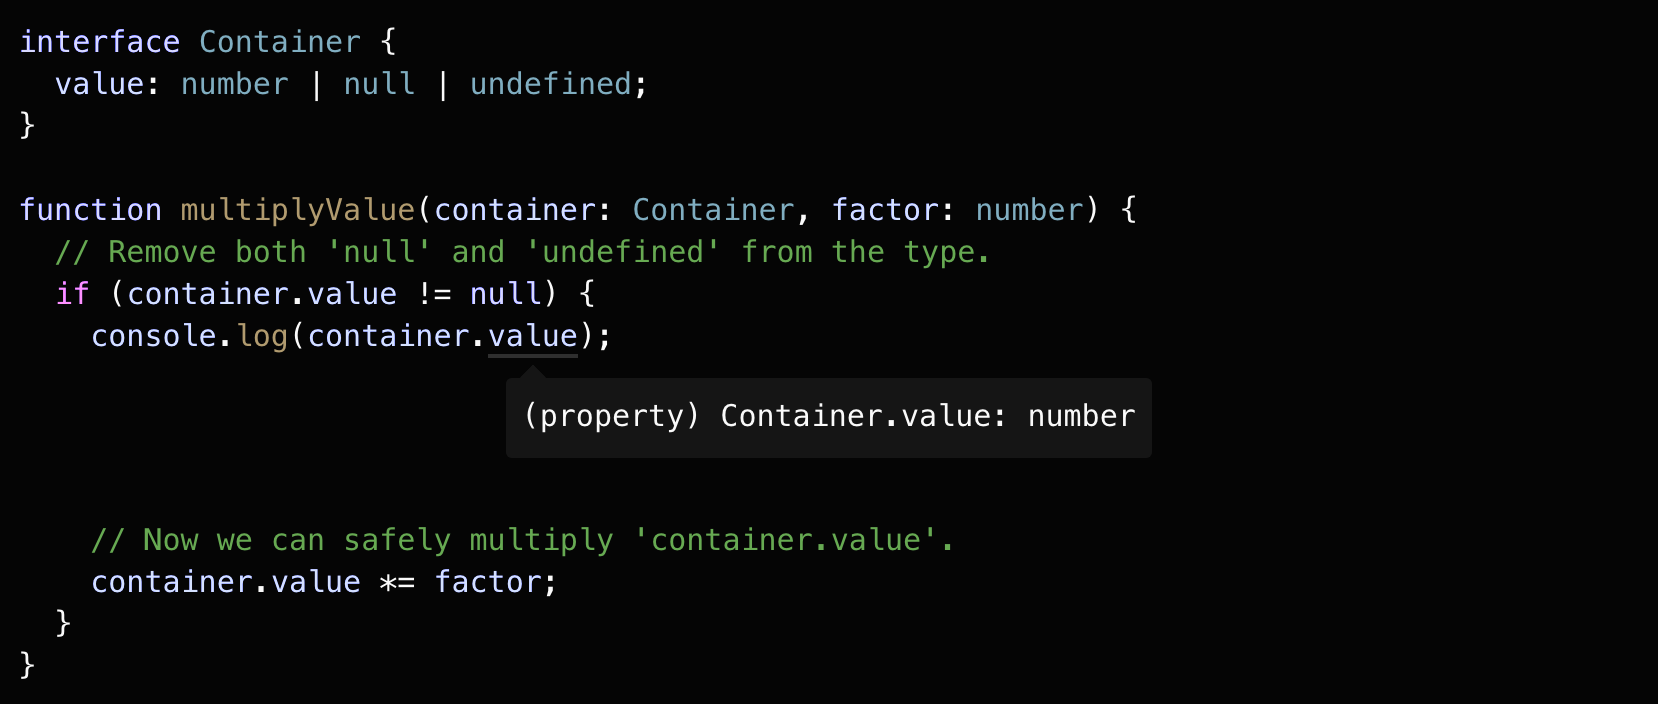 interface Container {
  value: number | null | undefined;
}
function multiplyValue(container: Container, factor: number) {
  // Remove both 'null' and 'undefined' from the type.
  if (container.value != null) {
    console.log(container.value);
(property) Container.value: number
    // Now we can safely multiply 'container.value'.
    container.value *= factor;
  }
}